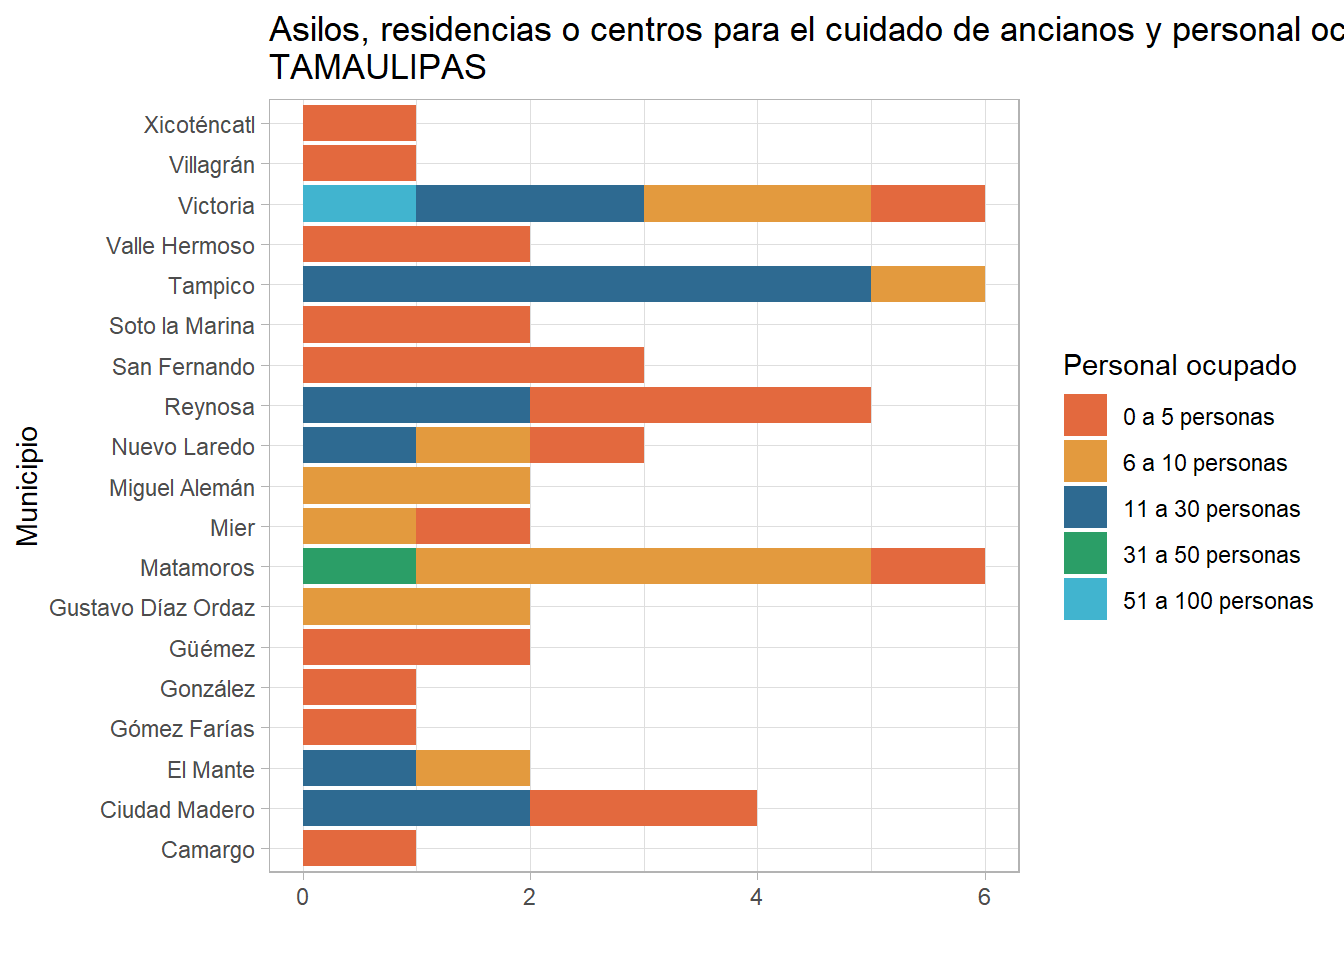 Asilos, residencias o centros para el cuidado de ancianos y personal
TAMAULIPAS
Municipio
Xicoténcatl
Villagrán
Victoria
Valle Hermoso
Tampico
Soto la Marina
San Fernando
Reynosa
Nuevo Laredo
Miguel Alemán
Mier
Matamoros
Gustavo Díaz Ordaz
Güémez
González
Gómez Farías
El Mante
Ciudad Madero
Camargo
0 2 4 6
Personal ocupado
0 a 5 personas
6 a 10 personas
11 a 30 personas
31 a 50 personas
51 a 100 personas